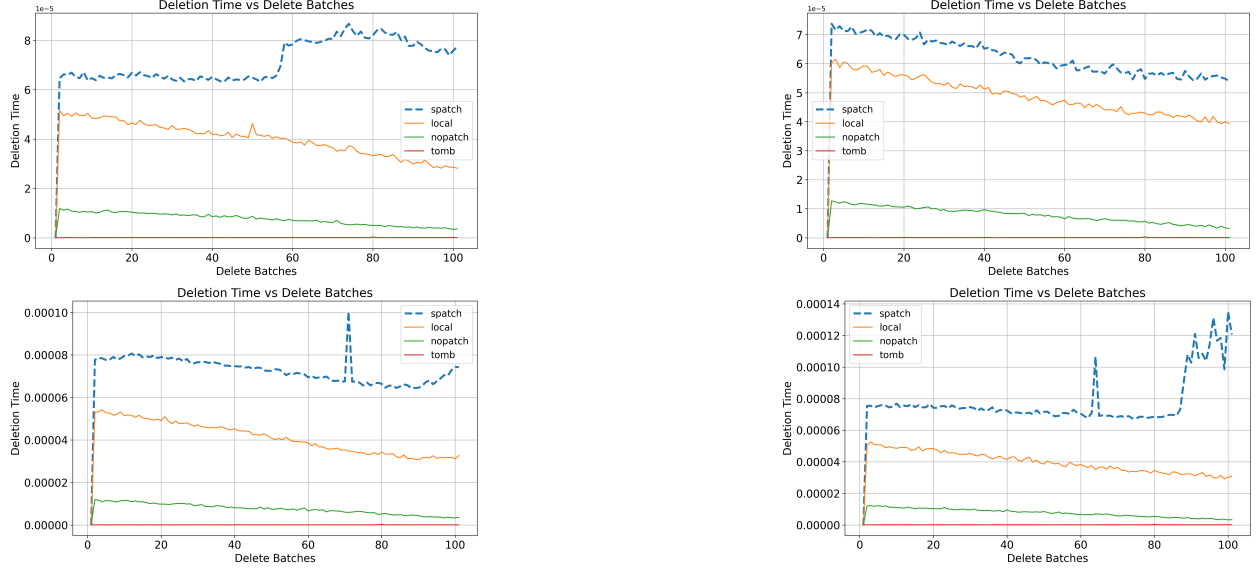 Deletion Time vs Delete Batches
1e−5
8
6
4
2
0
Deletion Time
spatch
local
nopatch
tomb
0 20 40 60 80 100
Delete Batches
Deletion Time vs Delete Batches
1e−5
7
6
5
4
3
2
1
0
Deletion Time
spatch
local
nopatch
tomb
0 20 40 60 80 100
Delete Batches
Deletion Time vs Delete Batches
0.00010
0.00008
0.00006
0.00004
0.00002
0.00000
Deletion Time
spatch
local
nopatch
tomb
0 20 40 60 80 100
Delete Batches
Deletion Time vs Delete Batches
0.00014
0.00012
0.00010
0.00008
0.00006
0.00004
0.00002
0.00000
Deletion Time
spatch
local
nopatch
tomb
0 20 40 60 80 100
Delete Batches